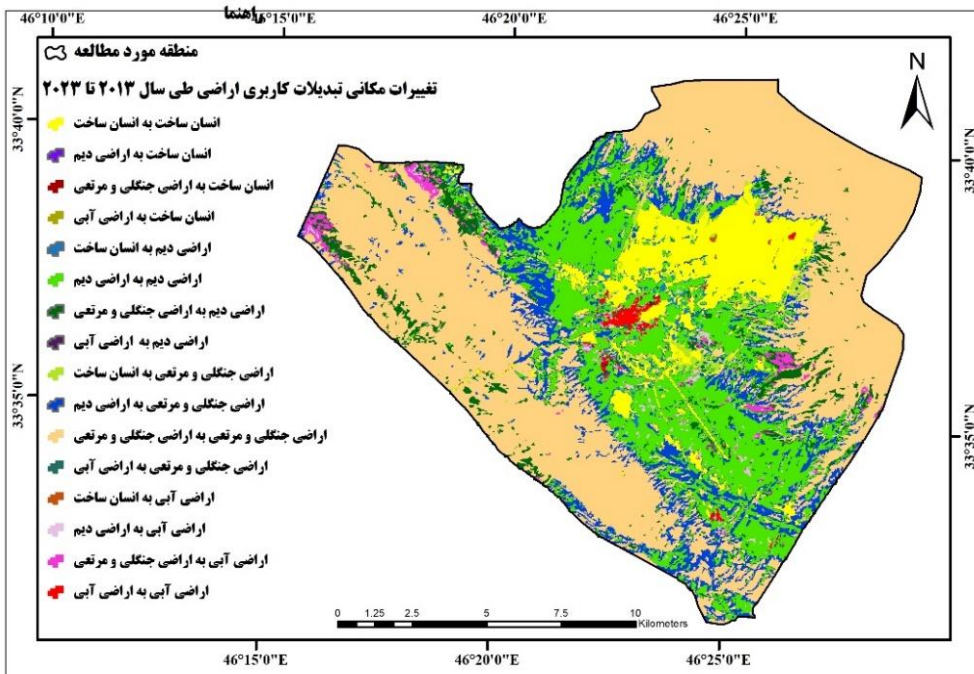 46°10'0"E 46°15'0"E 46°20'0"E 46°25'0"E
راهنما
منطقه مورد مطالعه
تغییرات مکانی تبدیلات کاربری اراضی طی سال ۲۰۱۳ تا ۲۰۲۳
انسان ساخت به انسان ساخت
انسان ساخت به اراضی دیم
انسان ساخت به اراضی جنگلی و مرتعی
انسان ساخت به اراضی آبی
اراضی دیم به انسان ساخت
اراضی دیم به اراضی دیم
اراضی دیم به اراضی جنگلی و مرتعی
اراضی دیم به اراضی آبی
اراضی جنگلی و مرتعی به انسان ساخت
اراضی جنگلی و مرتعی به اراضی دیم
اراضی جنگلی و مرتعی به اراضی جنگلی و مرتعی
اراضی جنگلی و مرتعی به اراضی آبی
اراضی آبی به انسان ساخت
اراضی آبی به اراضی دیم
اراضی آبی به اراضی جنگلی و مرتعی
اراضی آبی به اراضی آبی
N
33°40'0"N
33°35'0"N
33°40'0"N
33°35'0"N
0 1.25 2.5 5 7.5 10
Kilometers
46°15'0"E 46°20'0"E 46°25'0"E